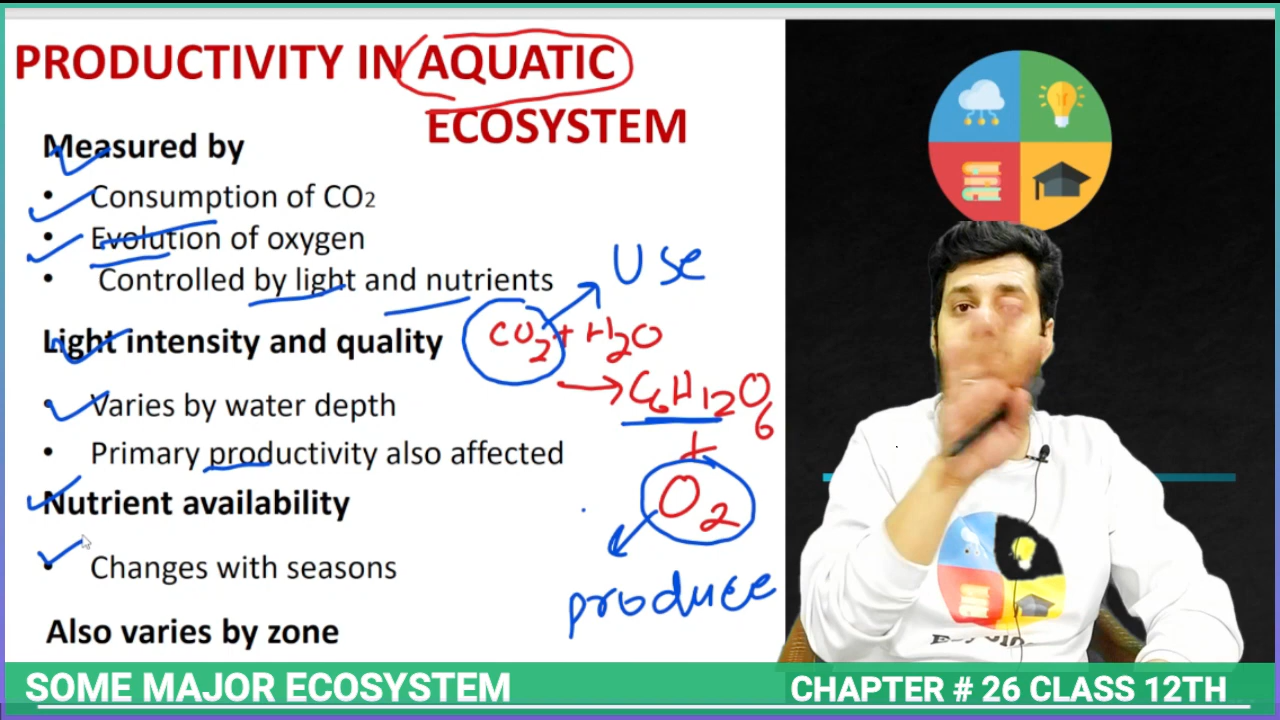 PRODUCTIVITY IN AQUATIC
ECOSYSTEM
Measured by
• Consumption of CO2
• Evolution of oxygen
• Controlled by light and nutrients
Use
Light intensity and quality
CO2 + H2O
→ C6H12O6
• Varies by water depth
+
• Primary productivity also affected
O2
Nutrient availability
• Changes with seasons
produce
Also varies by zone
SOME MAJOR ECOSYSTEM
CHAPTER # 26 CLASS 12TH